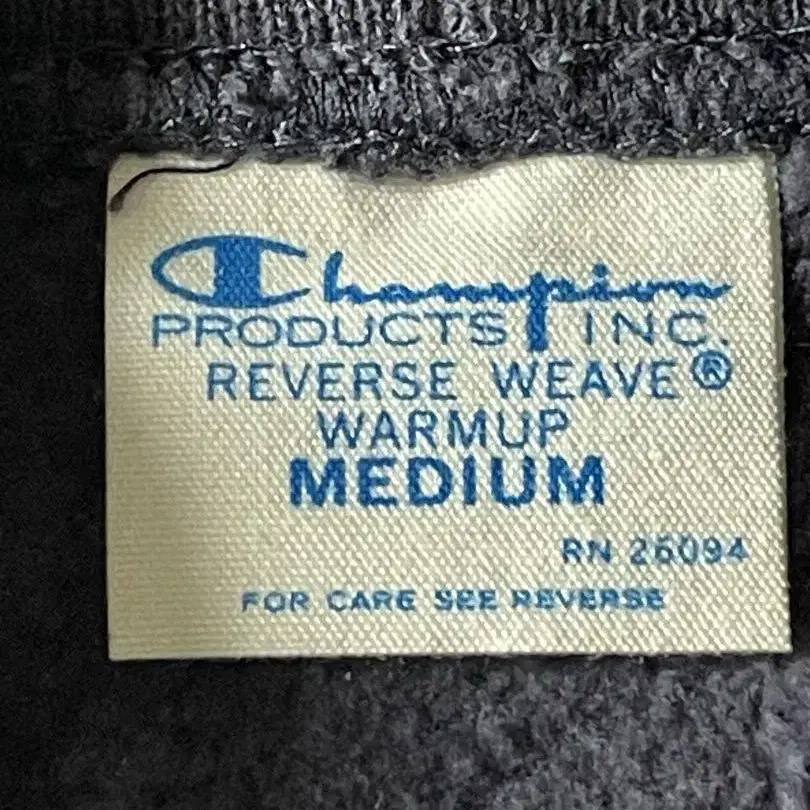 Champion
PRODUCTS INC.
REVERSE WEAVE®
WARMUP
MEDIUM
RN 26094
FOR CARE SEE REVERSE